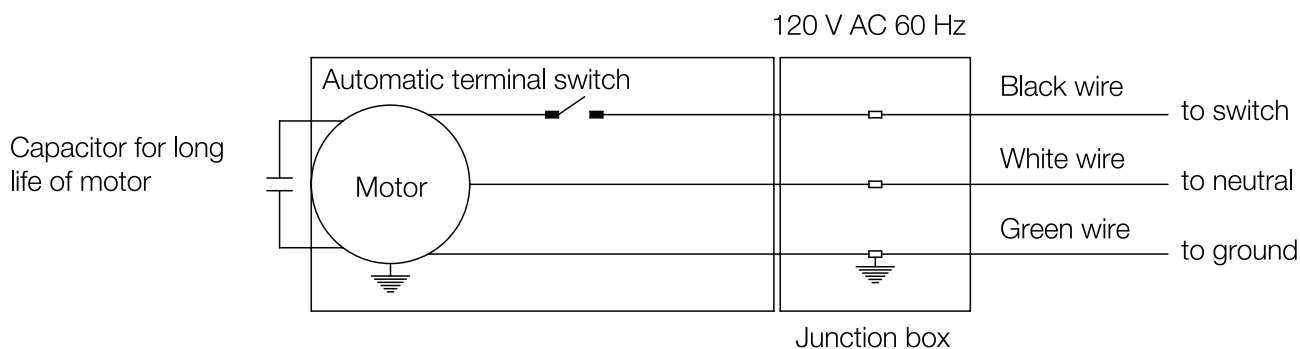 120 V AC 60 Hz
Automatic terminal switch
Black wire
to switch
Capacitor for long
life of motor
White wire
Motor
to neutral
Green wire
to ground
Junction box